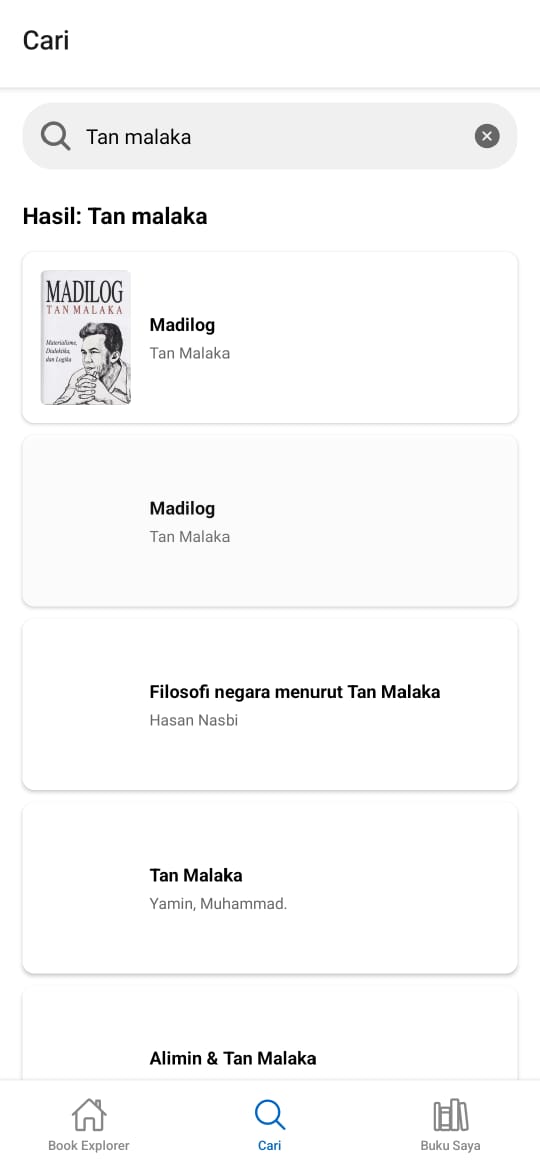 Cari
Tan malaka
Hasil: Tan malaka
MADILOG
TAN MALAKA
Materialisme,
Dialektika,
dan Logika
Madilog
Tan Malaka
Madilog
Tan Malaka
Filosofi negara menurut Tan Malaka
Hasan Nasbi
Tan Malaka
Yamin, Muhammad.
Alimin & Tan Malaka
Book Explorer
Cari
Buku Saya